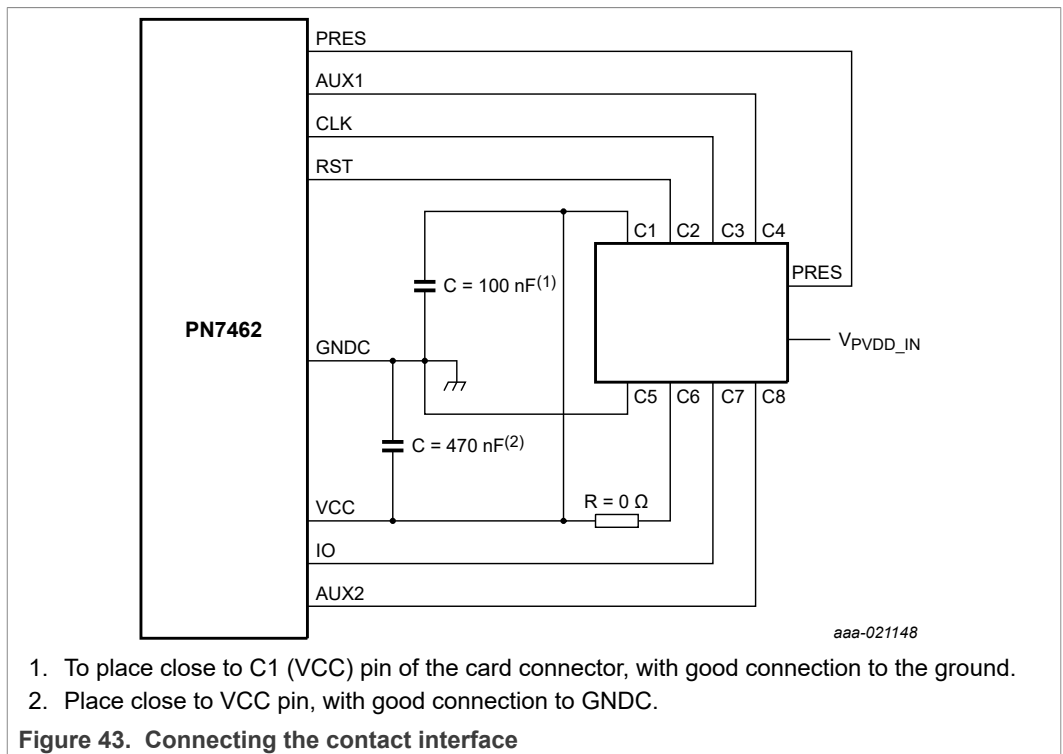 PRES
AUX1
CLK
RST
C1 C2 C3 C4
PRES
C = 100 nF(1)
PN7462
GNDC
VPVDD_IN
C5 C6 C7 C8
C = 470 nF(2)
R = 0 Ω
VCC
IO
AUX2
aaa-021148
1. To place close to C1 (VCC) pin of the card connector, with good connection to the ground.
2. Place close to VCC pin, with good connection to GNDC.
Figure 43. Connecting the contact interface